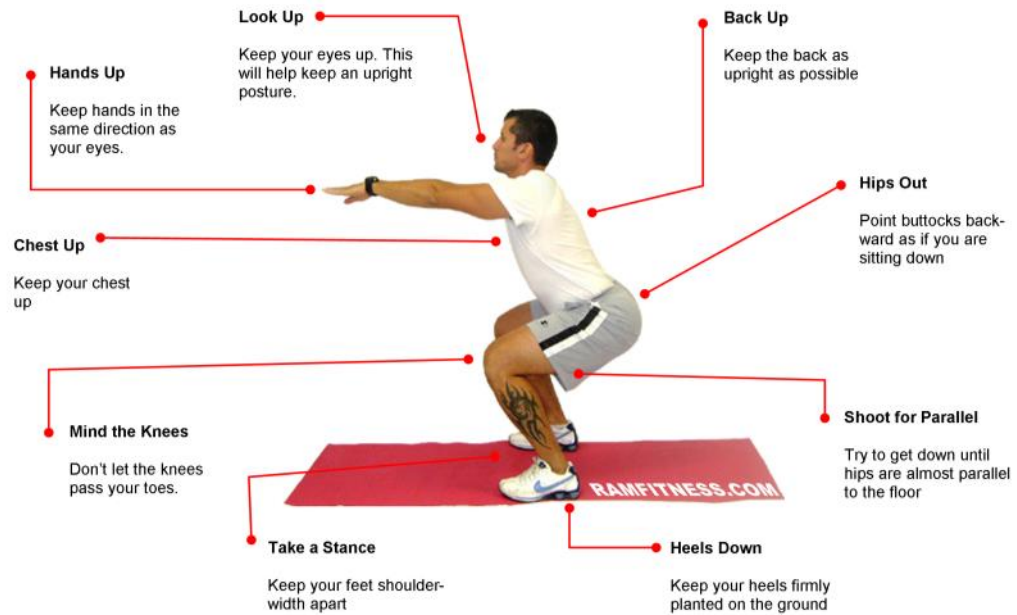 Look Up
Keep your eyes up. This
will help keep an upright
posture.
Back Up
Keep the back as
upright as possible
Hands Up
Keep hands in the
same direction as
your eyes.
Hips Out
Point buttocks back-
ward as if you are
sitting down
Chest Up
Keep your chest
up
Mind the Knees
Don't let the knees
pass your toes.
Shoot for Parallel
Try to get down until
hips are almost parallel
to the floor
RAMFITNESS.COM
Take a Stance
Keep your feet shoulder-
width apart
Heels Down
Keep your heels firmly
planted on the ground